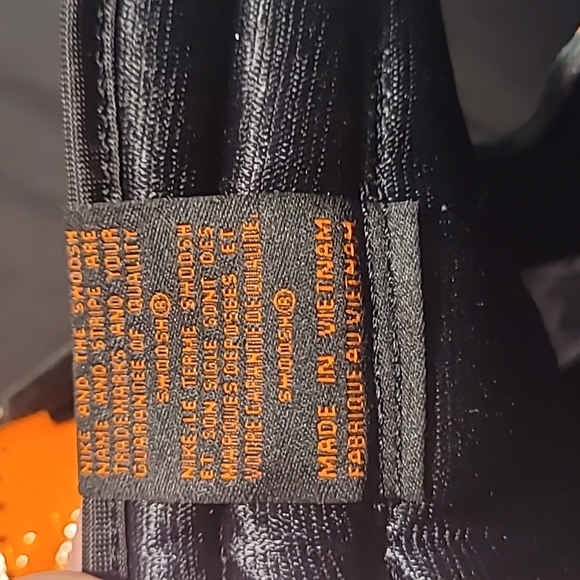 NIKE AND THE SWOOSH
NAME AND STRIPE ARE
TRADEMARKS AND YOUR
GUARANTEE OF QUALITY
SWOOSH®
NIKE-LE TERME SWOOSH
ET SON SIGLE SONT DES
MARQUES DEPOSEES ET
VOTRE GARANTIE DE QUALITE.
SWOOSH®
MADE IN VIETNAM
FABRIQUE AU VIETNAM